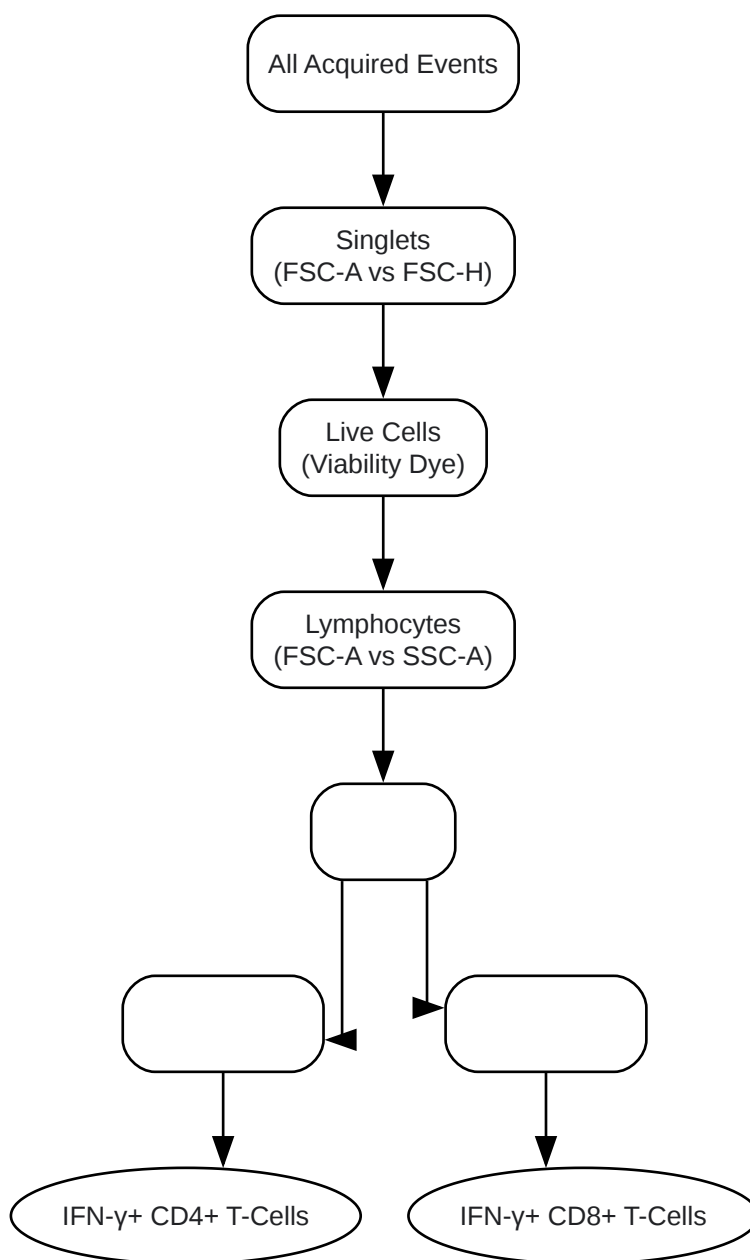 All Acquired Events
Singlets
(FSC-A vs FSC-H)
Live Cells
(Viability Dye)
Lymphocytes
(FSC-A vs SSC-A)
IFN-γ+ CD4+ T-Cells
IFN-γ+ CD8+ T-Cells